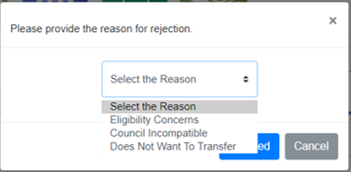 Please provide the reason for rejection.
×
Select the Reason
Select the Reason
Eligibility Concerns
Council Incompatible
Does Not Want To Transfer
Cancel